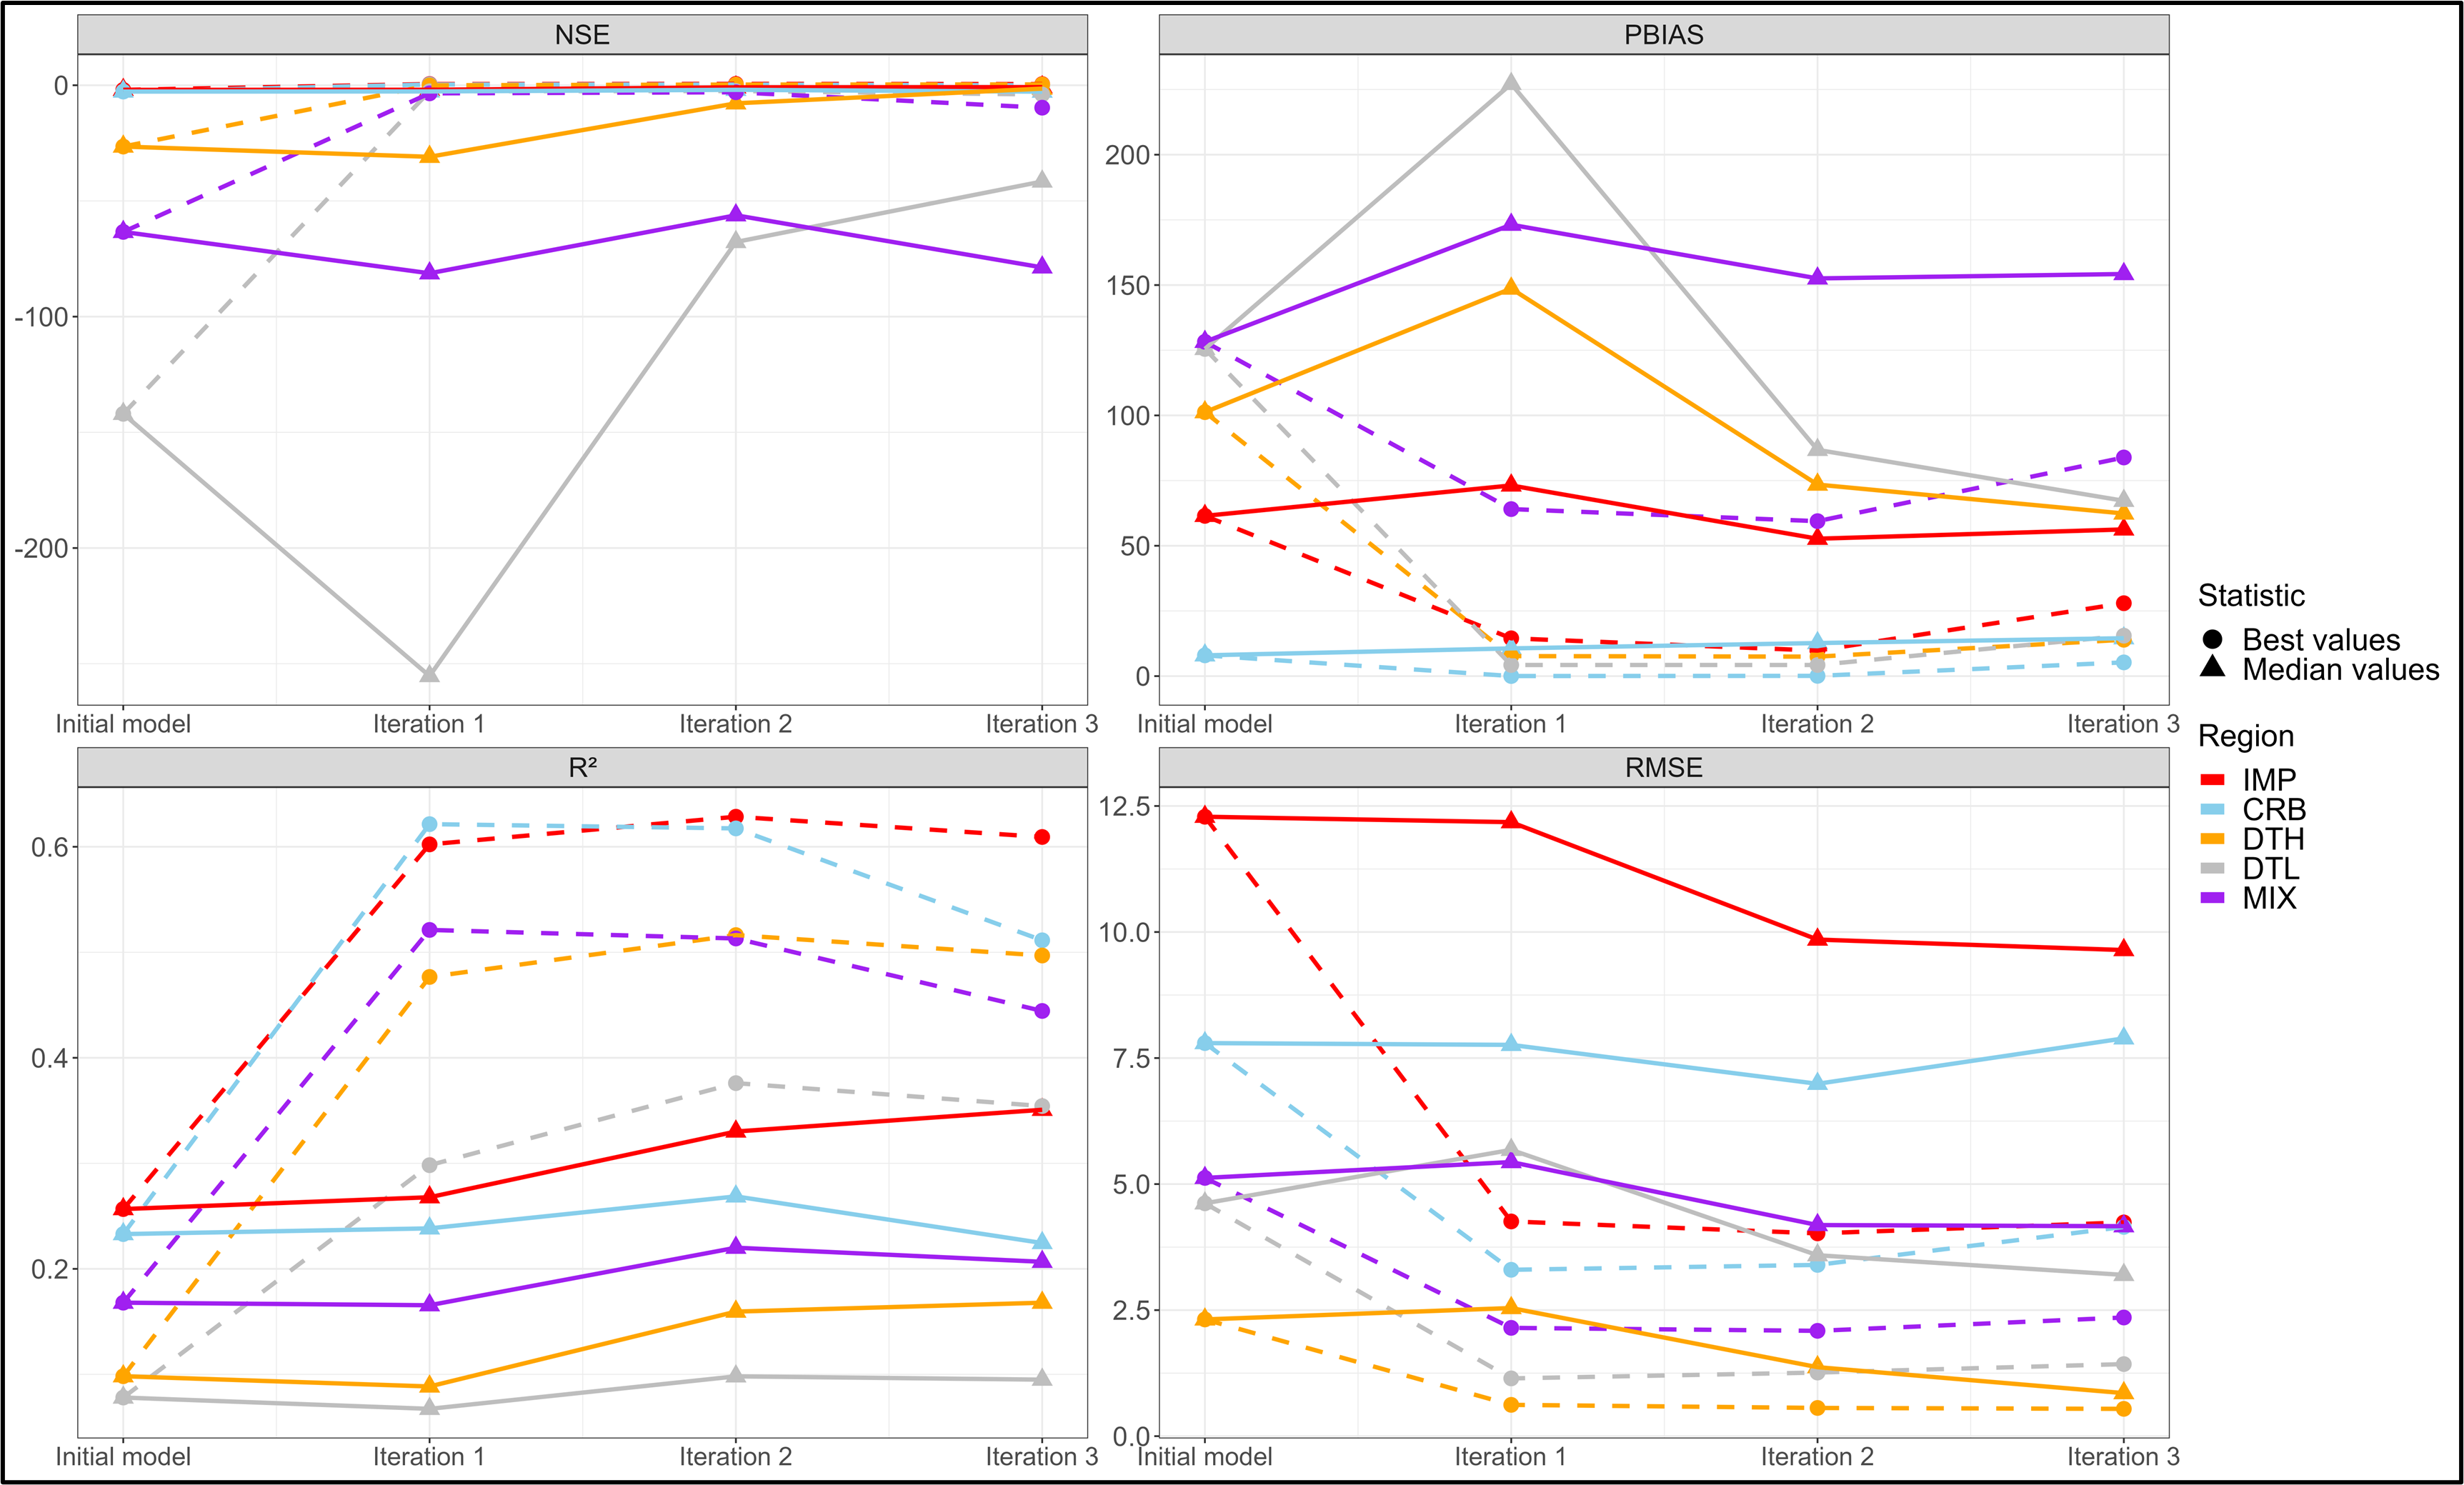 NSE
0
-100
-200
Initial model
Iteration 1
Iteration 2
Iteration 3
PBIAS
200
150
100
50
0
Initial model
Iteration 1
Iteration 2
Iteration 3
R²
0.6
0.4
0.2
Initial model
Iteration 1
Iteration 2
Iteration 3
RMSE
12.5
10.0
7.5
5.0
2.5
0.0
Initial model
Iteration 1
Iteration 2
Iteration 3
Statistic
Best values
Median values
Region
IMP
CRB
DTH
DTL
MIX